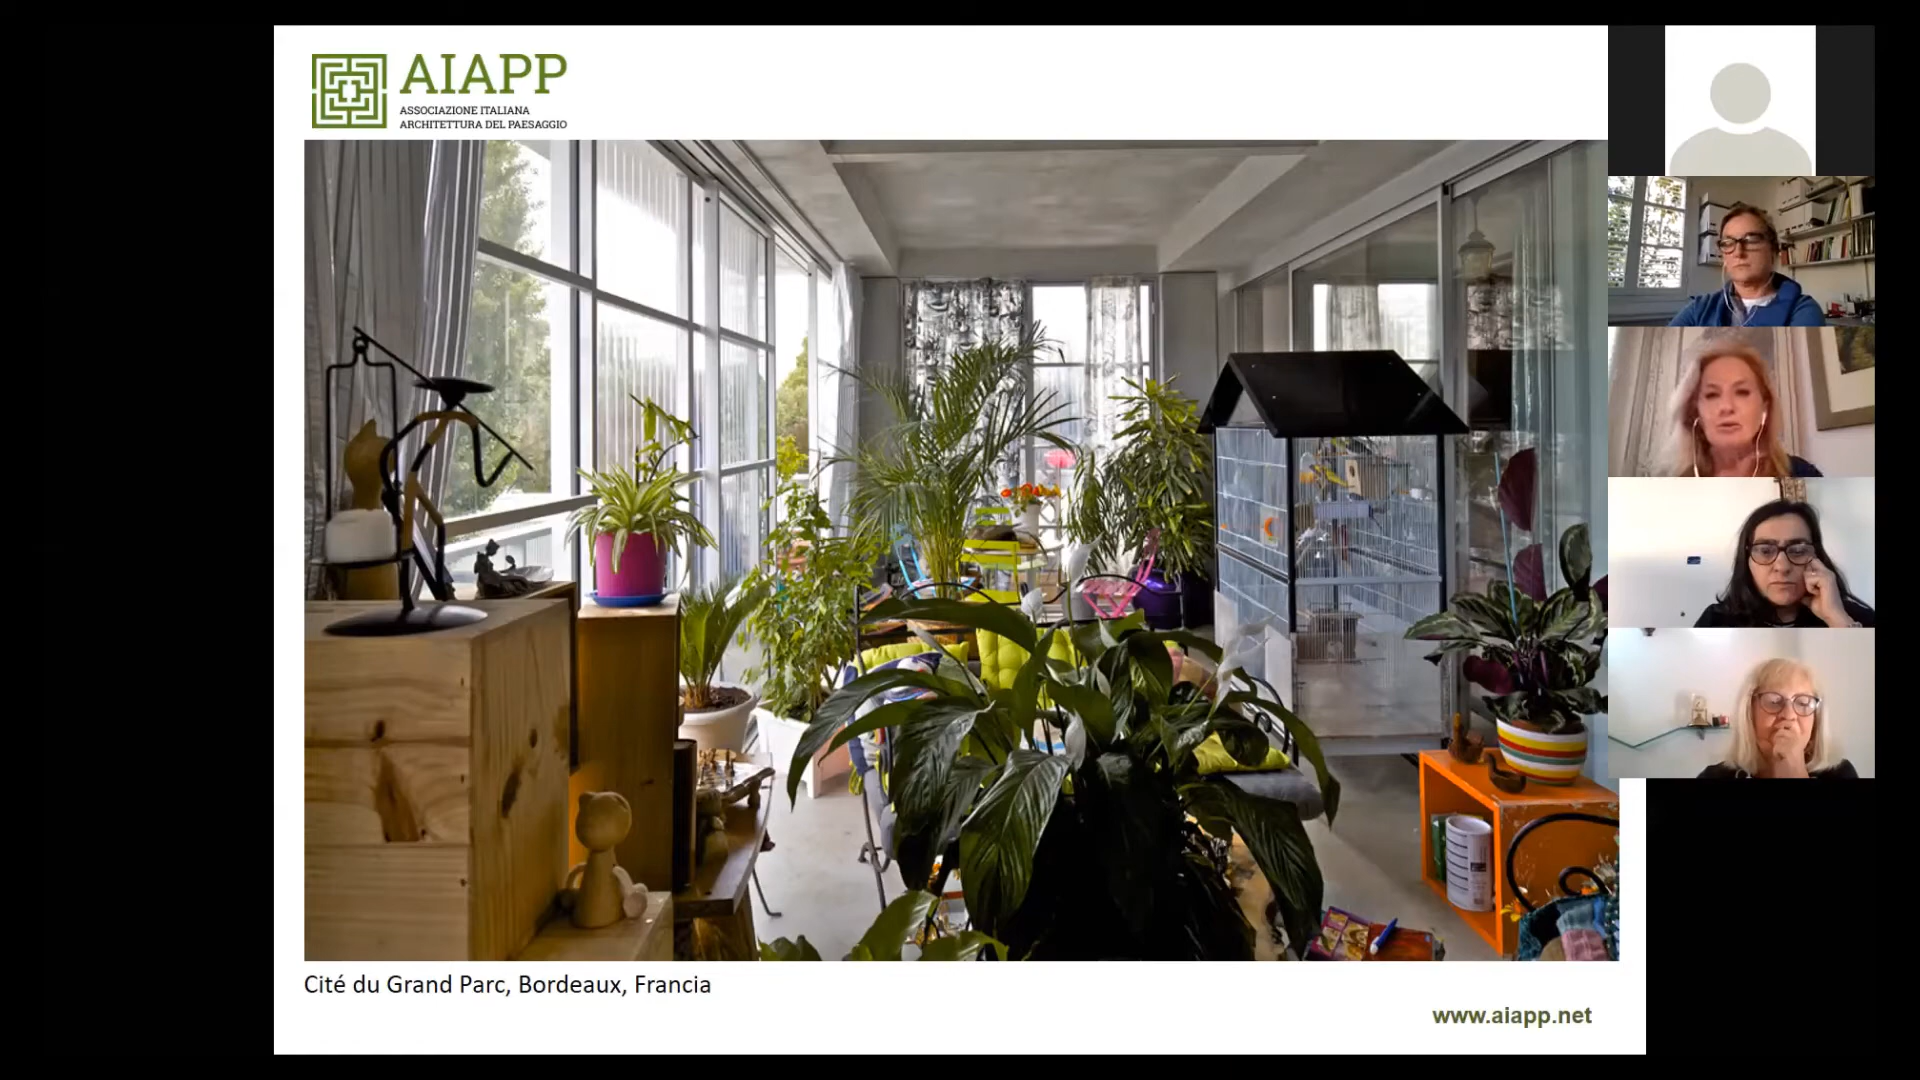 AIAPP
ASSOCIAZIONE ITALIANA
ARCHITETTURA DEL PAESAGGIO
Cité du Grand Parc, Bordeaux, Francia
www.aiapp.net